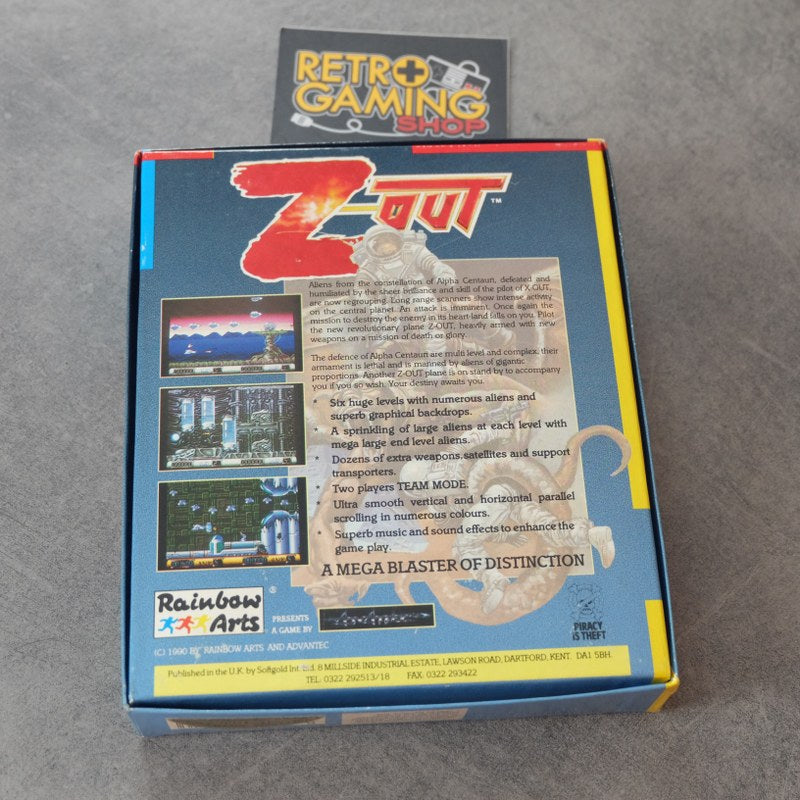 RETRO
GAMING
SHOP
Z-OUT™
Aliens from the constellation of Alpha Centauri, defeated and
humiliated by the sheer brilliance and skill of the pilot of X-OUT,
are now regrouping. Long range scanners show intense activity
on the central planet. An attack is imminent. Once again the
mission to destroy the enemy in its heart-land falls on you. Pilot
the new revolutionary plane Z-OUT, heavily armed with new
weapons on a mission of death or glory.
The defence of Alpha Centauri are multi level and complex, their
armament is lethal and is manned by aliens of gigantic
proportions. Another Z-OUT plane is on stand by to accompany
you if you so wish. Your destiny awaits you.
* Six huge levels with numerous aliens and
superb graphical backdrops.
* A sprinkling of large aliens at each level with
mega large end level aliens.
* Dozens of extra weapons,satellites and support
transporters.
* Two players TEAM MODE.
* Ultra smooth vertical and horizontal parallel
scrolling in numerous colours.
* Superb music and sound effects to enhance the
game play.
A MEGA BLASTER OF DISTINCTION
Rainbow
Arts
®
PRESENTS
A GAME BY
PIRACY
iS THEFT
(C) 1990 BY RAINBOW ARTS AND ADVANTEC
Published in the U.K. by Softgold Int. Ltd. 8 MILLSIDE INDUSTRIAL ESTATE, LAWSON ROAD, DARTFORD, KENT. DA1 5BH.
TEL: 0322 292513/18 FAX: 0322 293422